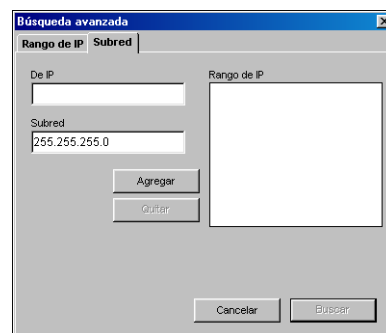 Búsqueda avanzada
Rango de IP Subred
De IP
Rango de IP
Subred
255.255.255.0
Agregar
Quitar
Cancelar Buscar